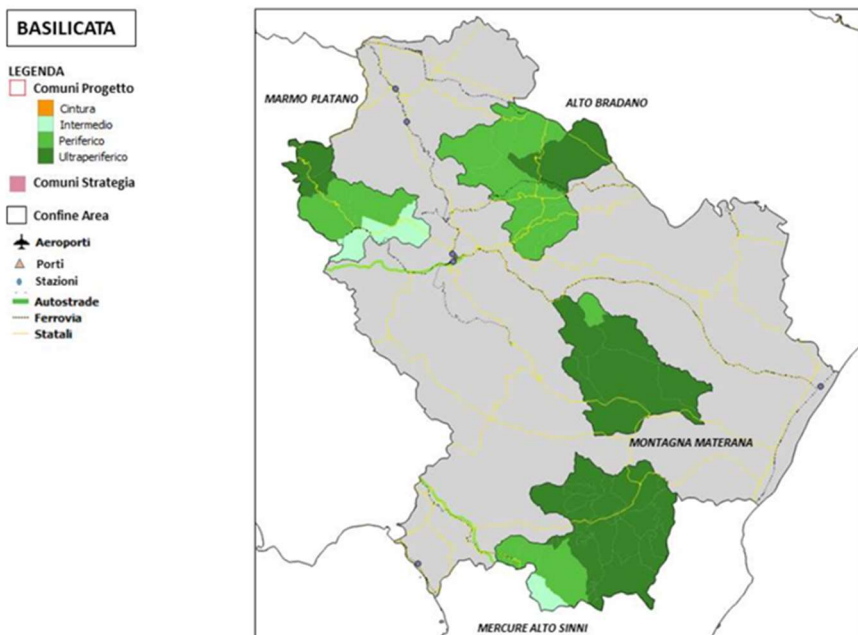 BASILICATA
LEGENDA
Comuni Progetto
Cintura
Intermedio
Periferico
Ultraperiferico
Comuni Strategia
Confine Area
Aeroporti
Porti
Stazioni
Autostrade
Ferrovia
Statali
MARMO PLATANO
ALTO BRADANO
MONTAGNA MATERANA
MERCURE ALTO SINNI